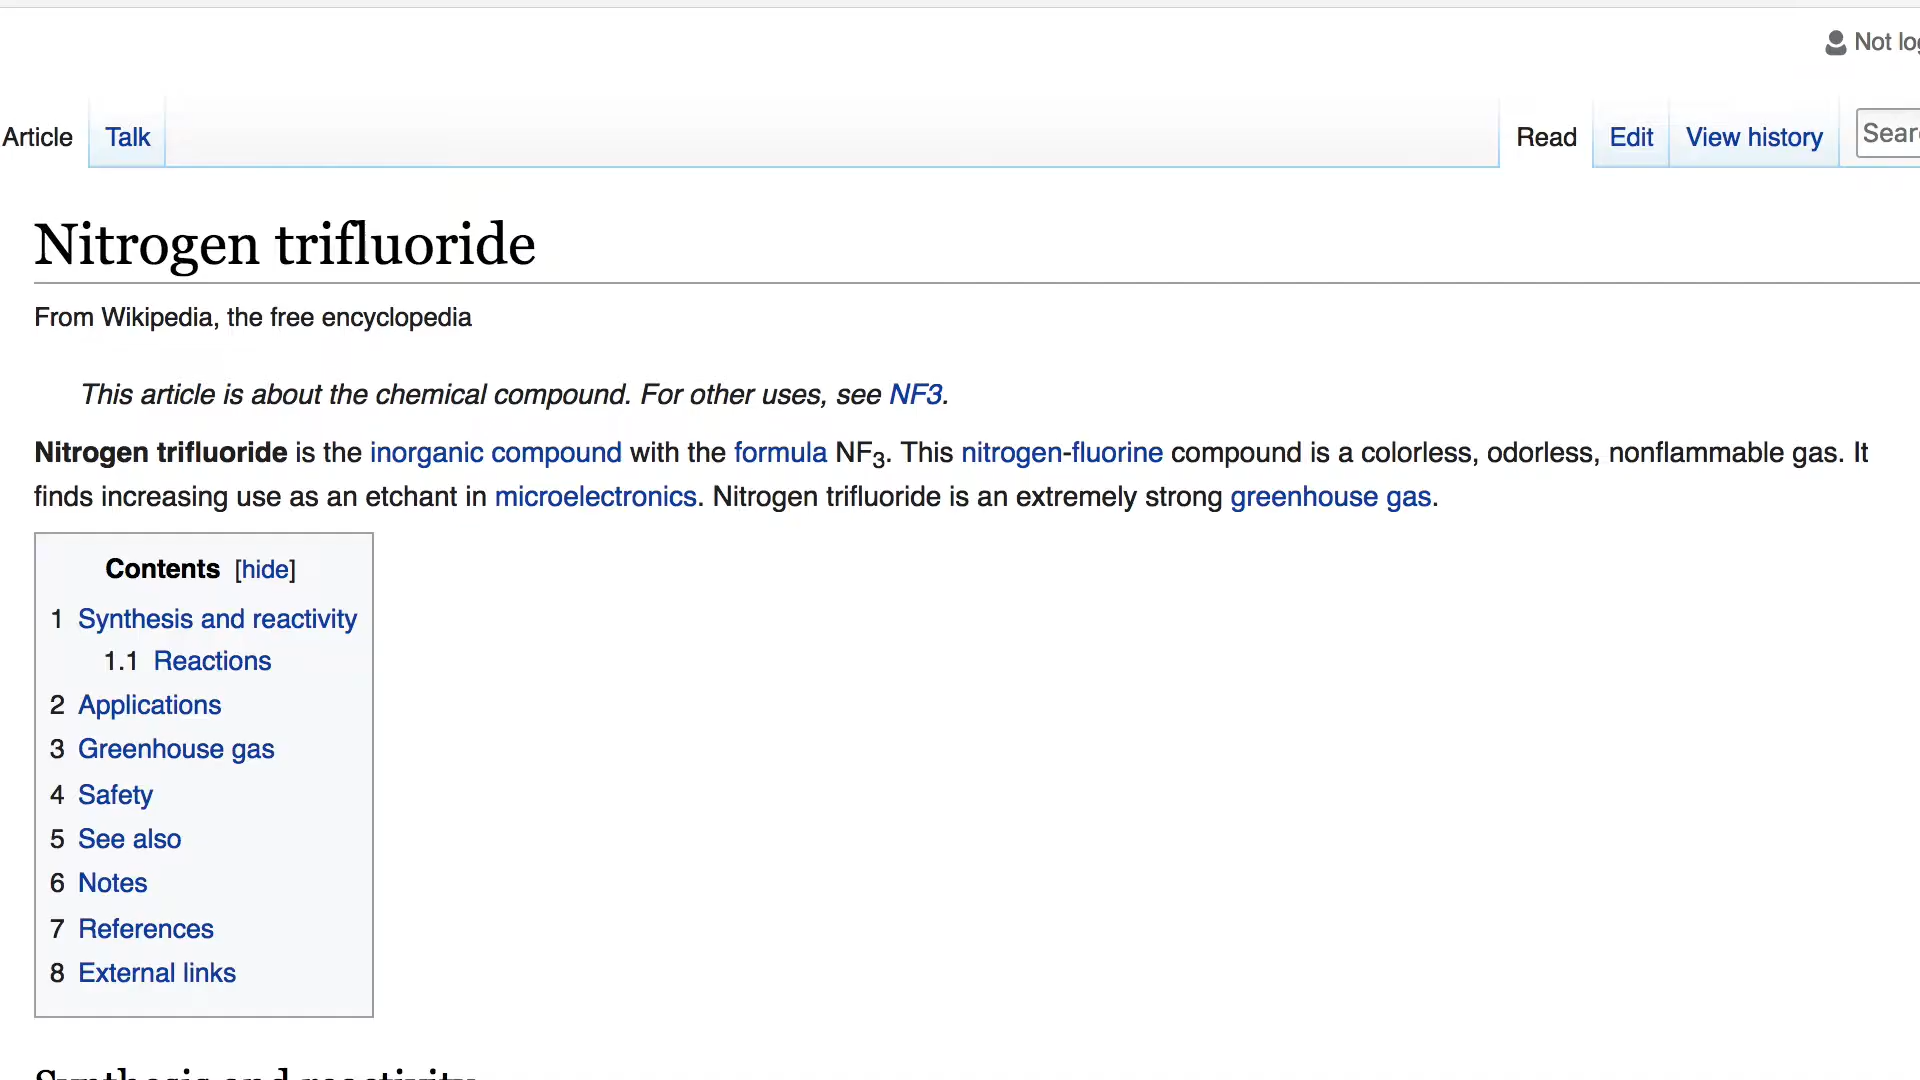 Not log
Article Talk Read Edit View history Sear
Nitrogen trifluoride
From Wikipedia, the free encyclopedia
This article is about the chemical compound. For other uses, see NF3.
Nitrogen trifluoride is the inorganic compound with the formula NF₃. This nitrogen-fluorine compound is a colorless, odorless, nonflammable gas. It
finds increasing use as an etchant in microelectronics. Nitrogen trifluoride is an extremely strong greenhouse gas.
Contents [hide]
1 Synthesis and reactivity
1.1 Reactions
2 Applications
3 Greenhouse gas
4 Safety
5 See also
6 Notes
7 References
8 External links
Synthesis and reactivity